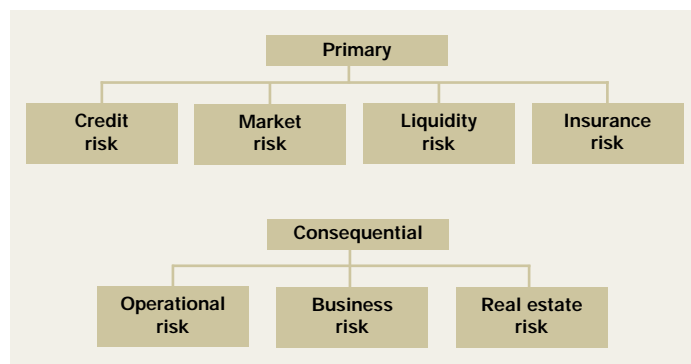 Primary
Credit
risk
Market
risk
Liquidity
risk
Insurance
risk
Consequential
Operational
risk
Business
risk
Real estate
risk